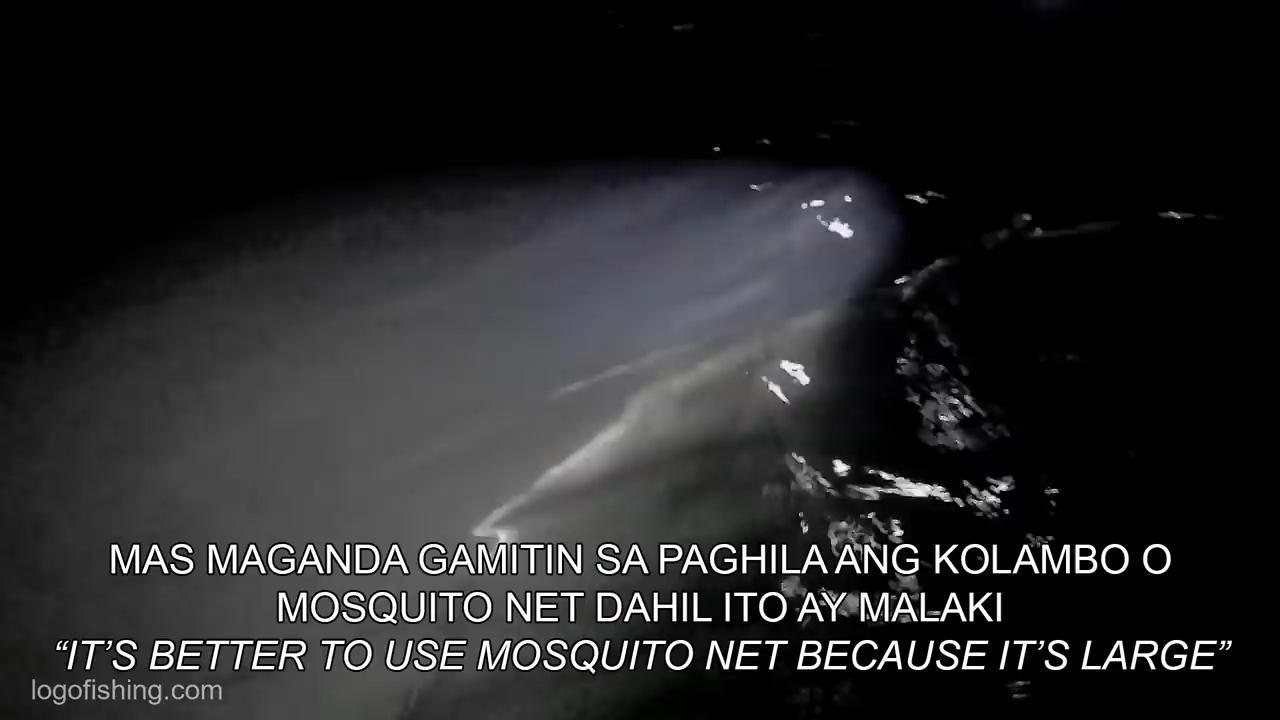 MAS MAGANDA GAMITIN SA PAGHILA ANG KOLAMBO O
MOSQUITO NET DAHIL ITO AY MALAKI
“IT’S BETTER TO USE MOSQUITO NET BECAUSE IT’S LARGE”
logofishing.com